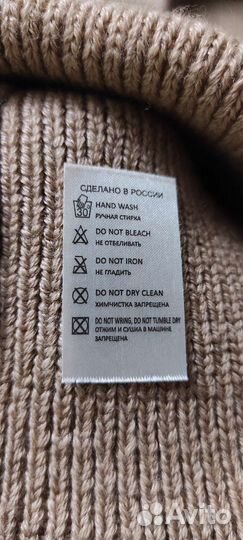 СДЕЛАНО В РОССИИ
30
HAND WASH
РУЧНАЯ СТИРКА
DO NOT BLEACH
НЕ ОТБЕЛИВАТЬ
DO NOT IRON
НЕ ГЛАДИТЬ
DO NOT DRY CLEAN
ХИМЧИСТКА ЗАПРЕЩЕНА
DO NOT WRING, DO NOT TUMBLE DRY
ОТЖИМ И СУШКА В МАШИНЕ
ЗАПРЕЩЕНА
Avito